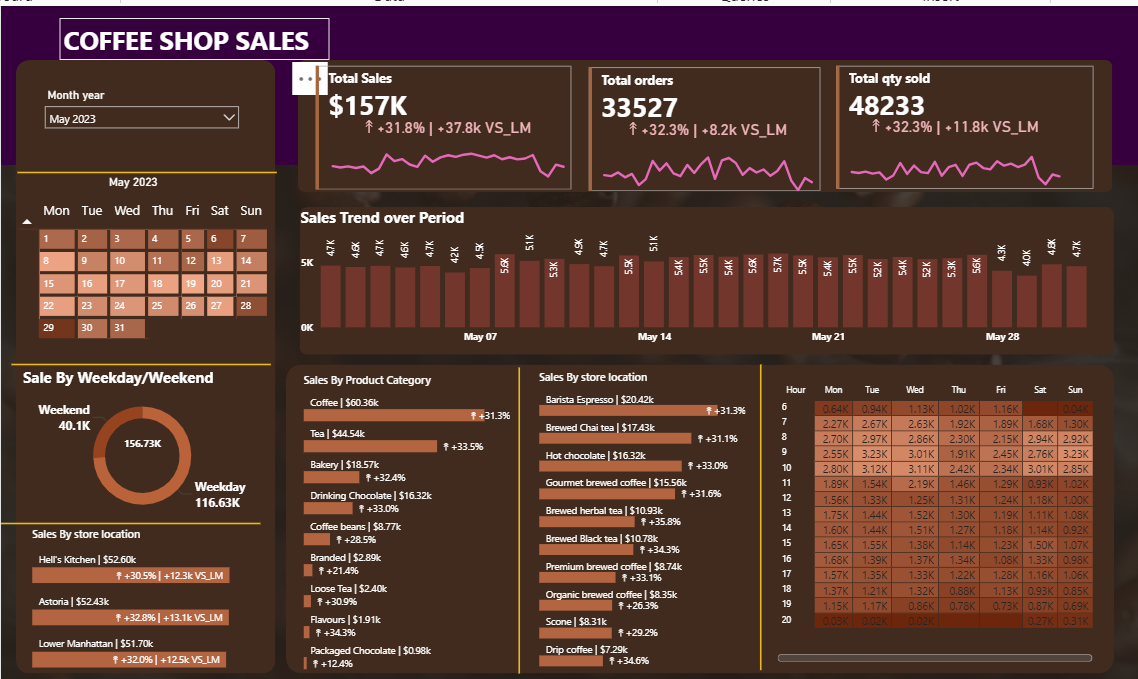 COFFEE SHOP SALES
Month year
May 2023
Total Sales
$157K
+31.8% | +37.8k VS_LM
Total orders
33527
+32.3% | +8.2k VS_LM
Total qty sold
48233
+32.3% | +11.8k VS_LM
May 2023
Mon Tue Wed Thu Fri Sat Sun
1 2 3 4 5 6 7
8 9 10 11 12 13 14
15 16 17 18 19 20 21
22 23 24 25 26 27 28
29 30 31
Sales Trend over Period
5K
0K
4.7K 4.6K 4.7K 4.6K 4.7K 4.2K 4.5K 5.6K 5.1K 5.3K 4.9K 4.7K 5.5K 5.1K 5.4K 5.5K 5.4K 5.6K 5.7K 5.5K 5.4K 5.5K 5.2K 5.4K 5.2K 5.3K 5.6K 4.3K 4.0K 4.8K 4.7K
May 07 May 14 May 21 May 28
Sale By Weekday/Weekend
Weekend
40.1K
156.73K
Weekday
116.63K
Sales By store location
Hell's Kitchen | $52.60k
+30.5% | +12.3k VS_LM
Astoria | $52.43k
+32.8% | +13.1k VS_LM
Lower Manhattan | $51.70k
+32.0% | +12.5k VS_LM
Sales By Product Category
Coffee | $60.36k
+31.3%
Tea | $44.54k
+33.5%
Bakery | $18.57k
+32.4%
Drinking Chocolate | $16.32k
+33.0%
Coffee beans | $8.77k
+28.5%
Branded | $2.89k
+21.4%
Loose Tea | $2.40k
+30.9%
Flavours | $1.91k
+34.3%
Packaged Chocolate | $0.98k
+12.4%
Sales By store location
Barista Espresso | $20.42k
+31.3%
Brewed Chai tea | $17.43k
+31.1%
Hot chocolate | $16.32k
+33.0%
Gourmet brewed coffee | $15.56k
+31.6%
Brewed herbal tea | $10.93k
+35.8%
Brewed Black tea | $10.78k
+34.3%
Premium brewed coffee | $8.74k
+33.1%
Organic brewed coffee | $8.35k
+26.3%
Scone | $8.31k
+29.2%
Drip coffee | $7.29k
+34.6%
Hour Mon Tue Wed Thu Fri Sat Sun
6 0.64K 0.94K 1.13K 1.02K 1.16K 0.04K
7 2.27K 2.67K 2.63K 1.92K 1.89K 1.68K 1.30K
8 2.70K 2.97K 2.86K 2.30K 2.15K 2.94K 2.92K
9 2.55K 3.23K 3.01K 1.91K 2.45K 2.76K 3.23K
10 2.80K 3.12K 3.11K 2.42K 2.34K 3.01K 2.85K
11 1.89K 1.54K 2.19K 1.46K 1.29K 0.93K 1.02K
12 1.56K 1.33K 1.25K 1.31K 1.24K 1.18K 1.00K
13 1.75K 1.44K 1.52K 1.30K 1.19K 1.11K 1.08K
14 1.60K 1.44K 1.51K 1.27K 1.18K 1.14K 0.92K
15 1.65K 1.55K 1.38K 1.14K 1.23K 1.50K 1.07K
16 1.68K 1.39K 1.37K 1.34K 1.08K 1.33K 0.98K
17 1.57K 1.35K 1.33K 1.22K 1.28K 1.16K 1.06K
18 1.37K 1.21K 1.32K 0.88K 1.13K 0.93K 0.85K
19 1.15K 1.17K 0.86K 0.78K 0.73K 0.87K 0.69K
20 0.03K 0.02K 0.02K 0.27K 0.31K